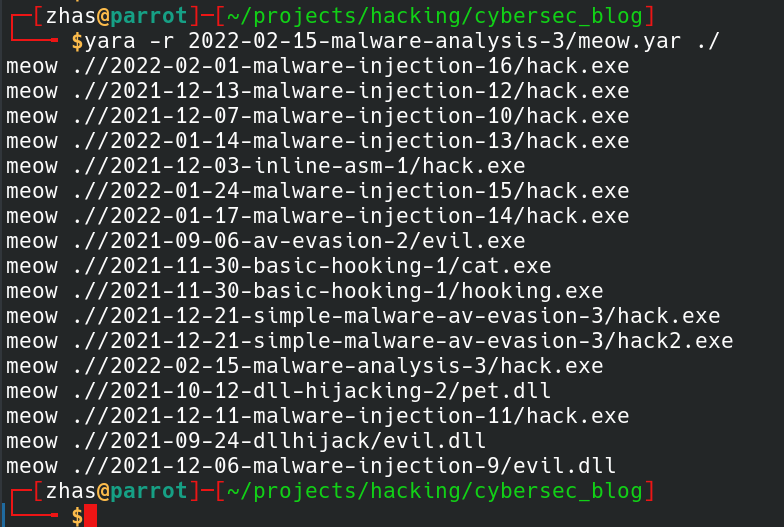 ┌─[zhas@parrot]─[~/projects/hacking/cybersec_blog]
└──╼ $yara -r 2022-02-15-malware-analysis-3/meow.yar ./
meow .//2022-02-01-malware-injection-16/hack.exe
meow .//2021-12-13-malware-injection-12/hack.exe
meow .//2021-12-07-malware-injection-10/hack.exe
meow .//2022-01-14-malware-injection-13/hack.exe
meow .//2021-12-03-inline-asm-1/hack.exe
meow .//2022-01-24-malware-injection-15/hack.exe
meow .//2022-01-17-malware-injection-14/hack.exe
meow .//2021-09-06-av-evasion-2/evil.exe
meow .//2021-11-30-basic-hooking-1/cat.exe
meow .//2021-11-30-basic-hooking-1/hooking.exe
meow .//2021-12-21-simple-malware-av-evasion-3/hack.exe
meow .//2021-12-21-simple-malware-av-evasion-3/hack2.exe
meow .//2022-02-15-malware-analysis-3/hack.exe
meow .//2021-10-12-dll-hijacking-2/pet.dll
meow .//2021-12-11-malware-injection-11/hack.exe
meow .//2021-09-24-dllhijack/evil.dll
meow .//2021-12-06-malware-injection-9/evil.dll
┌─[zhas@parrot]─[~/projects/hacking/cybersec_blog]
└──╼ $